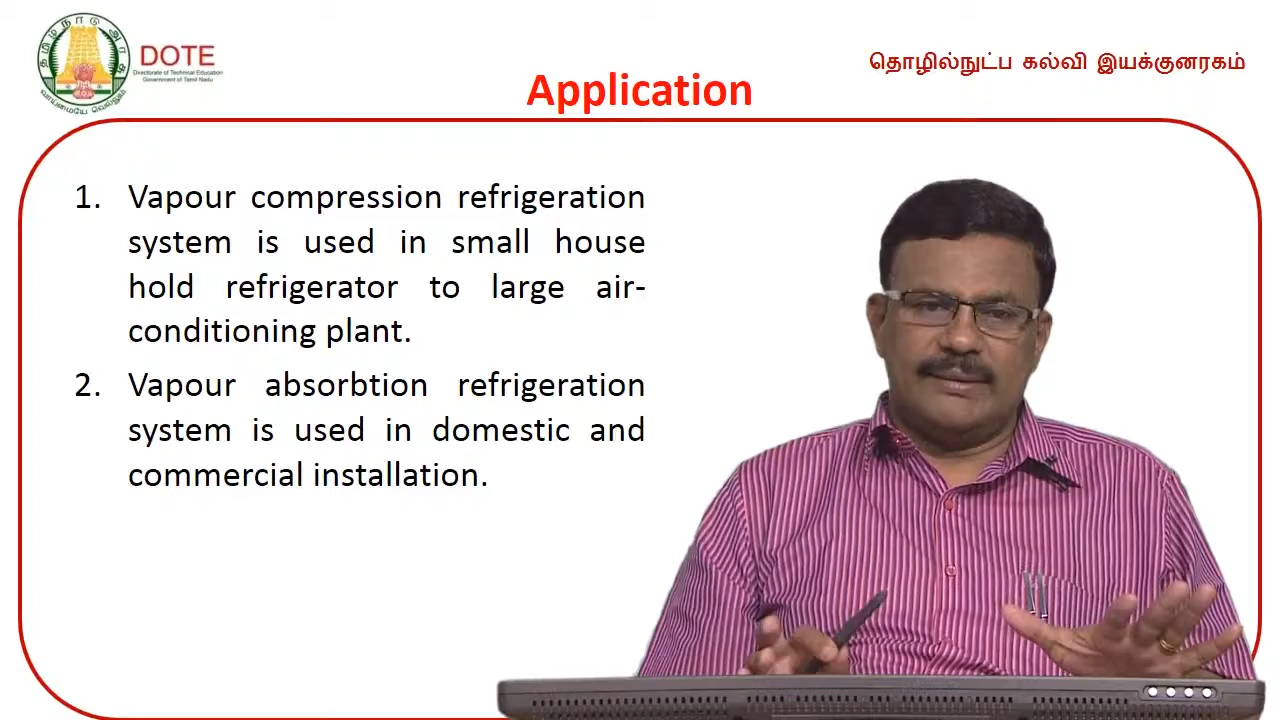 தமிழ்நாடு அரசு
வாய்மையே வெல்லும்
DOTE
Directorate of Technical Education
Government of Tamil Nadu
தொழில்நுட்ப கல்வி இயக்குனரகம்
Application
1. Vapour compression refrigeration
system is used in small house
hold refrigerator to large air-
conditioning plant.
2. Vapour absorbtion refrigeration
system is used in domestic and
commercial installation.